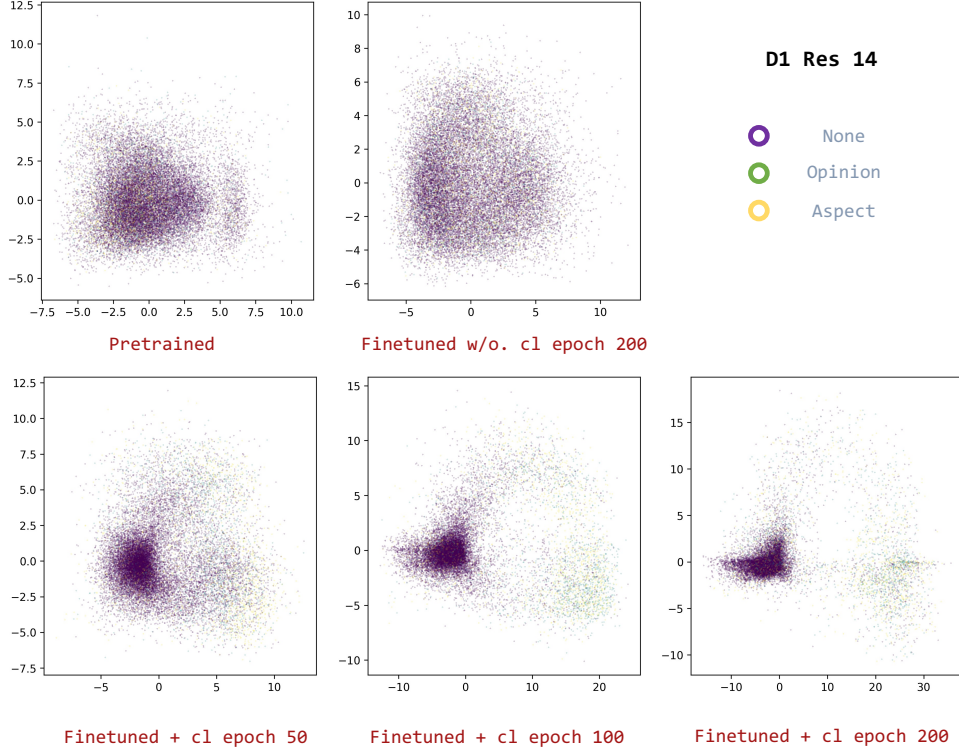 12.5
10.0
7.5
5.0
2.5
0.0
−2.5
−5.0
−7.5 −5.0 −2.5 0.0 2.5 5.0 7.5 10.0
Pretrained
10
8
6
4
2
0
−2
−4
−6
−5 0 5 10
Finetuned w/o. cl epoch 200
D1 Res 14
None
Opinion
Aspect
12.5
10.0
7.5
5.0
2.5
0.0
−2.5
−5.0
−7.5
−5 0 5 10
Finetuned + cl epoch 50
15
10
5
0
−5
−10
−10 0 10 20
Finetuned + cl epoch 100
15
10
5
0
−5
−10
−10 0 10 20 30
Finetuned + cl epoch 200